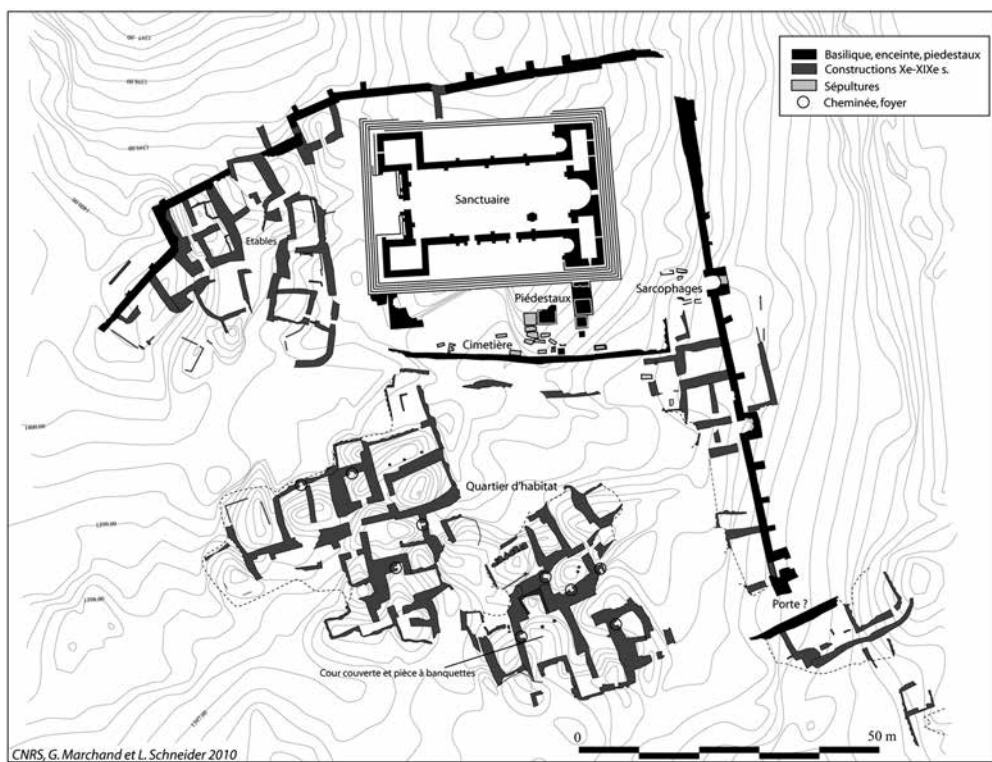 Basilique, enceinte, piedestaux
Constructions Xe-XIXe s.
Sépultures
Cheminée, foyer
Sanctuaire
Etables
Sarcophages
Piédestaux
Cimetière
Quartier d'habitat
Porte ?
Cour couverte et pièce à banquettes
0
50 m
CNRS, G. Marchand et L. Schneider 2010